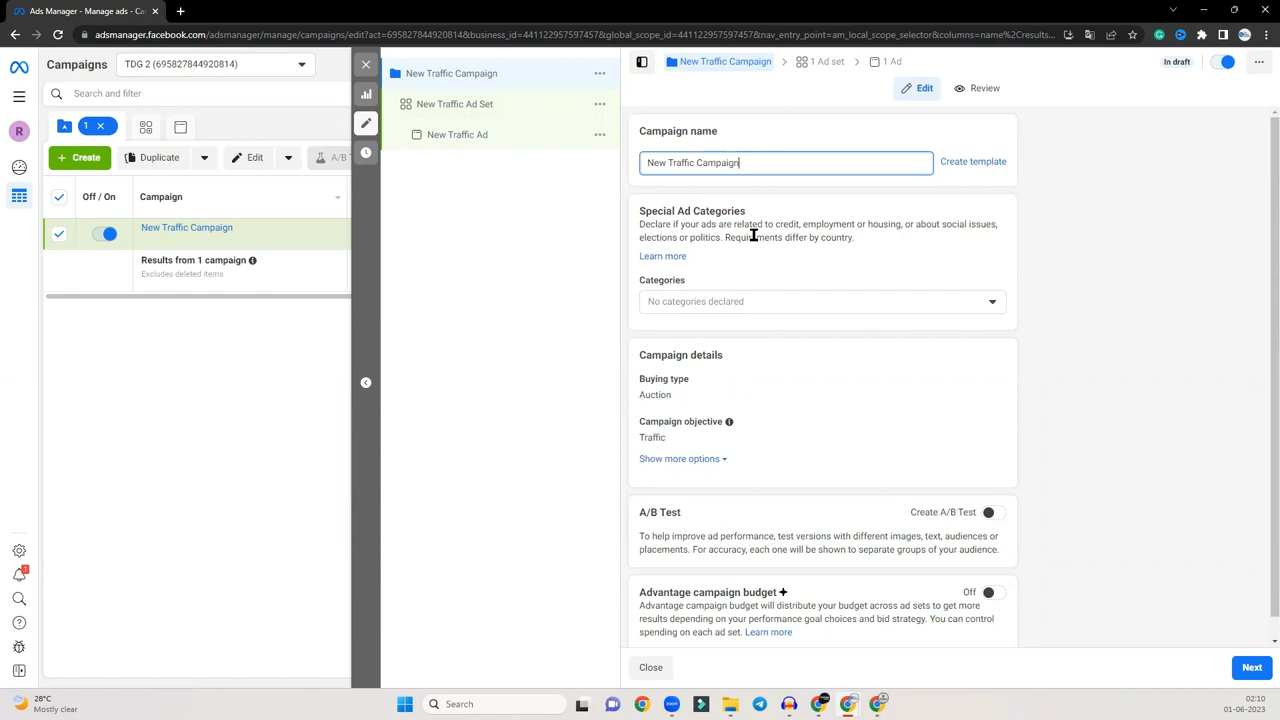 Ads Manager - Manage ads - Cam
adsmanager.facebook.com/adsmanager/manage/campaigns/edit?act=695827844920814&business_id=441122957597516&global_scope_id=441122957597516&nav_entry_point=am_local_scope_selector&columns=name%2Cresults...
Campaigns
TDG 2 (695827844920814)
Search and filter
1
Create
Duplicate
Edit
A/B T
Off / On
Campaign
New Traffic Campaign
Results from 1 campaign
Excludes deleted items
R
1
New Traffic Campaign
New Traffic Ad Set
New Traffic Ad
New Traffic Campaign
1 Ad set
1 Ad
In draft
Edit
Review
Campaign name
New Traffic Campaign
Create template
Special Ad Categories
Declare if your ads are related to credit, employment or housing, or about social issues,
elections or politics. Requirements differ by country.
Learn more
Categories
No categories declared
Campaign details
Buying type
Auction
Campaign objective
Traffic
Show more options
A/B Test
Create A/B Test
To help improve ad performance, test versions with different images, text, audiences or
placements. For accuracy, each one will be shown to separate groups of your audience.
Advantage campaign budget
Off
Advantage campaign budget will distribute your budget across ad sets to get more
results depending on your performance goal choices and bid strategy. You can control
spending on each ad set. Learn more
Close
Next
28°C
Mostly clear
Search
02:10
01-06-2023